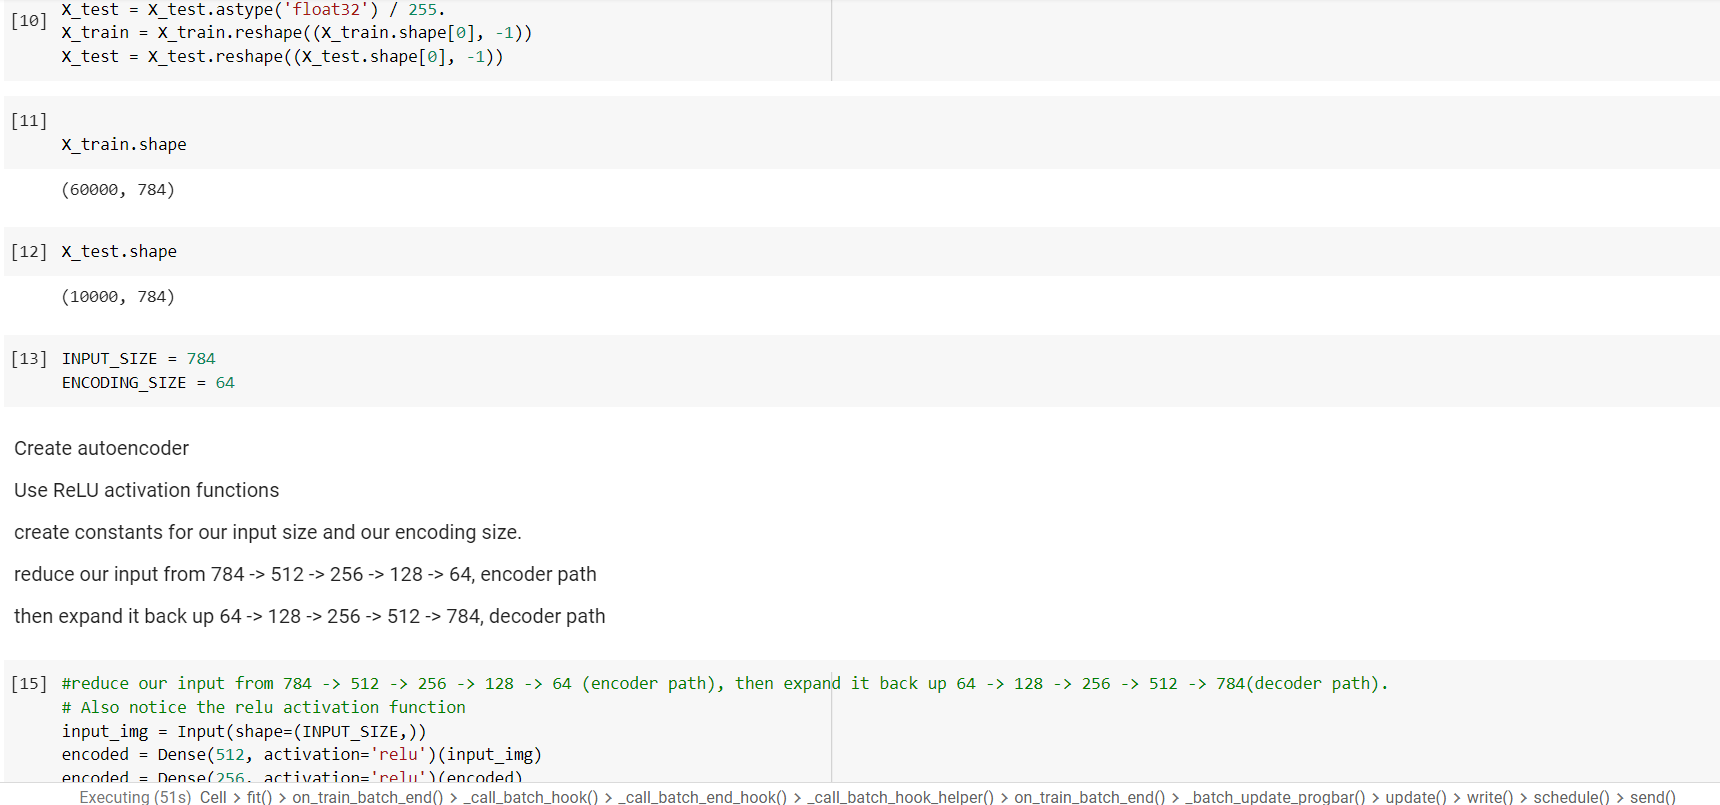 [10] X_test = X_test.astype('float32') / 255.
X_train = X_train.reshape((X_train.shape[0], -1))
X_test = X_test.reshape((X_test.shape[0], -1))
[11]
X_train.shape
(60000, 784)
[12] X_test.shape
(10000, 784)
[13] INPUT_SIZE = 784
ENCODING_SIZE = 64
Create autoencoder
Use ReLU activation functions
create constants for our input size and our encoding size.
reduce our input from 784 -> 512 -> 256 -> 128 -> 64, encoder path
then expand it back up 64 -> 128 -> 256 -> 512 -> 784, decoder path
[15] #reduce our input from 784 -> 512 -> 256 -> 128 -> 64 (encoder path), then expand it back up 64 -> 128 -> 256 -> 512 -> 784(decoder path).
# Also notice the relu activation function
input_img = Input(shape=(INPUT_SIZE,))
encoded = Dense(512, activation='relu')(input_img)
encoded = Dense(256, activation='relu')(encoded)
Executing (51s) Cell > fit() > on_train_batch_end() > _call_batch_hook() > _call_batch_end_hook() > _call_batch_hook_helper() > on_train_batch_end() > _batch_update_progbar() > update() > write() > schedule() > send()